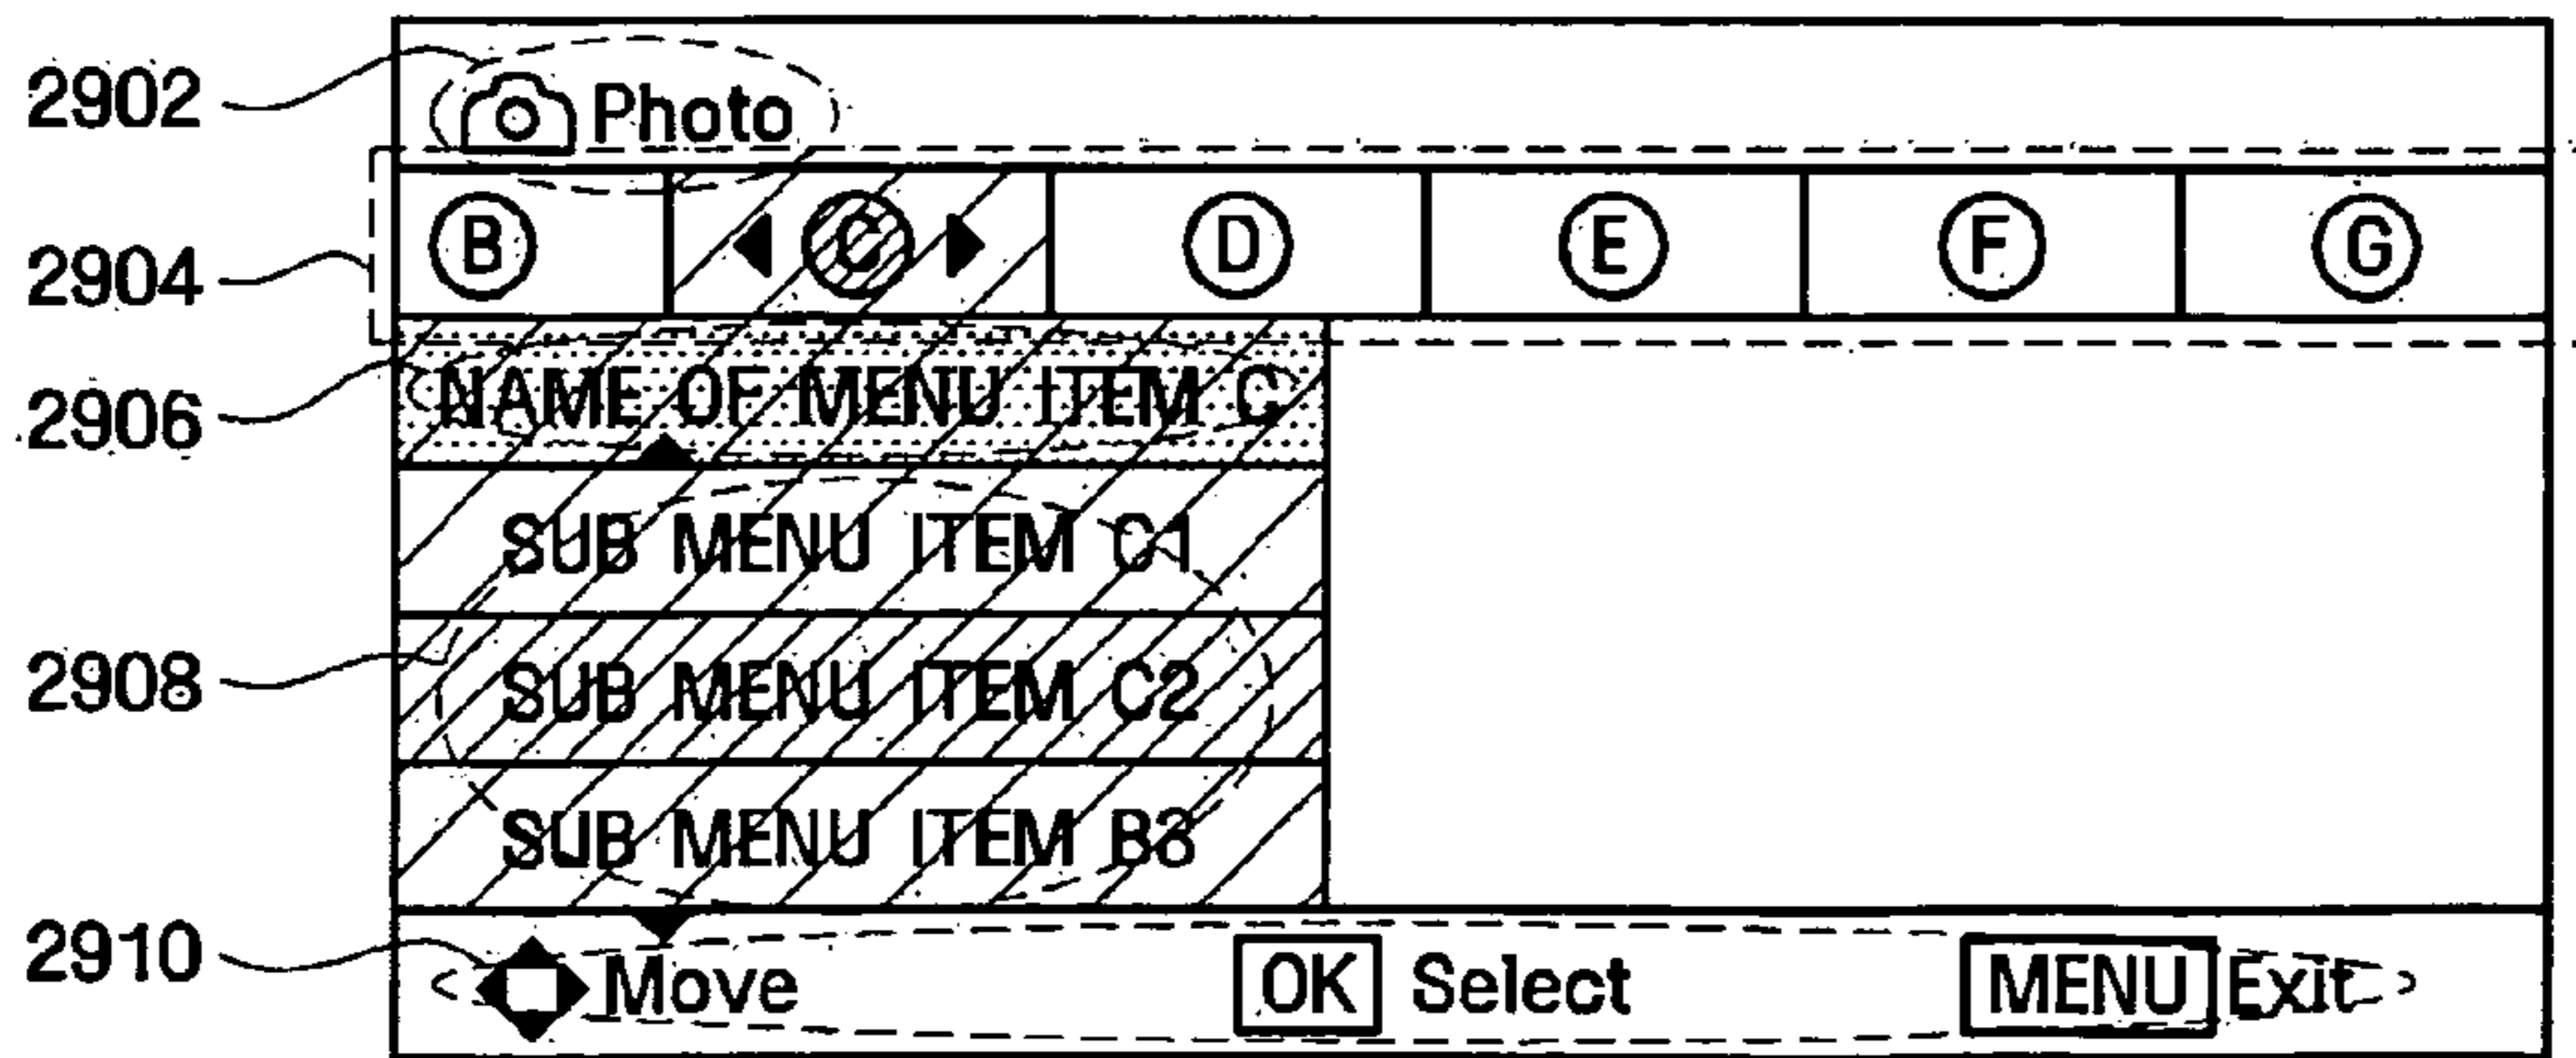 2902
Photo
2904
B C D E F G
2906
NAME OF MENU ITEM C
SUB MENU ITEM C1
2908
SUB MENU ITEM C2
SUB MENU ITEM B3
2910
Move OK Select MENU Exit